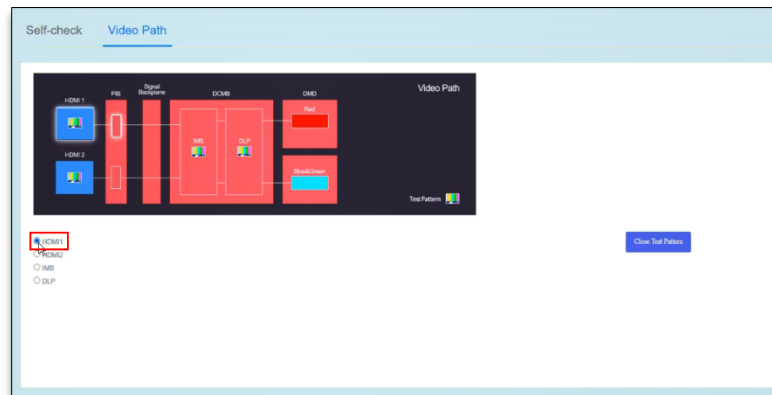 Self-check
Video Path
Video Path
HDMI 1
PIB
Signal
Backplane
DCMB
DMD
Red
IMB
DLP
HDMI 2
Blue&Green
Test Pattern
HDMI1
HDMI2
IMB
DLP
Close Test Pattern